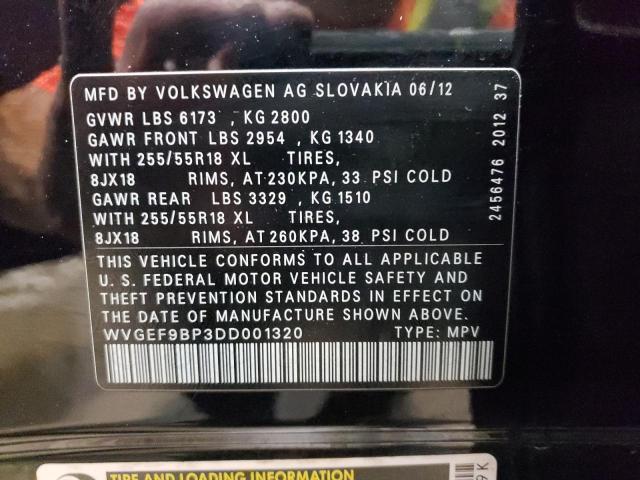 MFD BY VOLKSWAGEN AG SLOVAKIA 06/12
GVWR LBS 6173 , KG 2800
GAWR FRONT LBS 2954 , KG 1340
WITH 255/55R18 XL TIRES,
8JX18 RIMS, AT 230KPA, 33 PSI COLD
GAWR REAR LBS 3329 , KG 1510
WITH 255/55R18 XL TIRES,
8JX18 RIMS, AT 260KPA, 38 PSI COLD
THIS VEHICLE CONFORMS TO ALL APPLICABLE
U. S. FEDERAL MOTOR VEHICLE SAFETY AND
THEFT PREVENTION STANDARDS IN EFFECT ON
THE DATE OF MANUFACTURE SHOWN ABOVE.
WVGEF9BP3DD001320 TYPE: MPV
2456476 2012 37
TIRE AND LOADING INFORMATION
9K